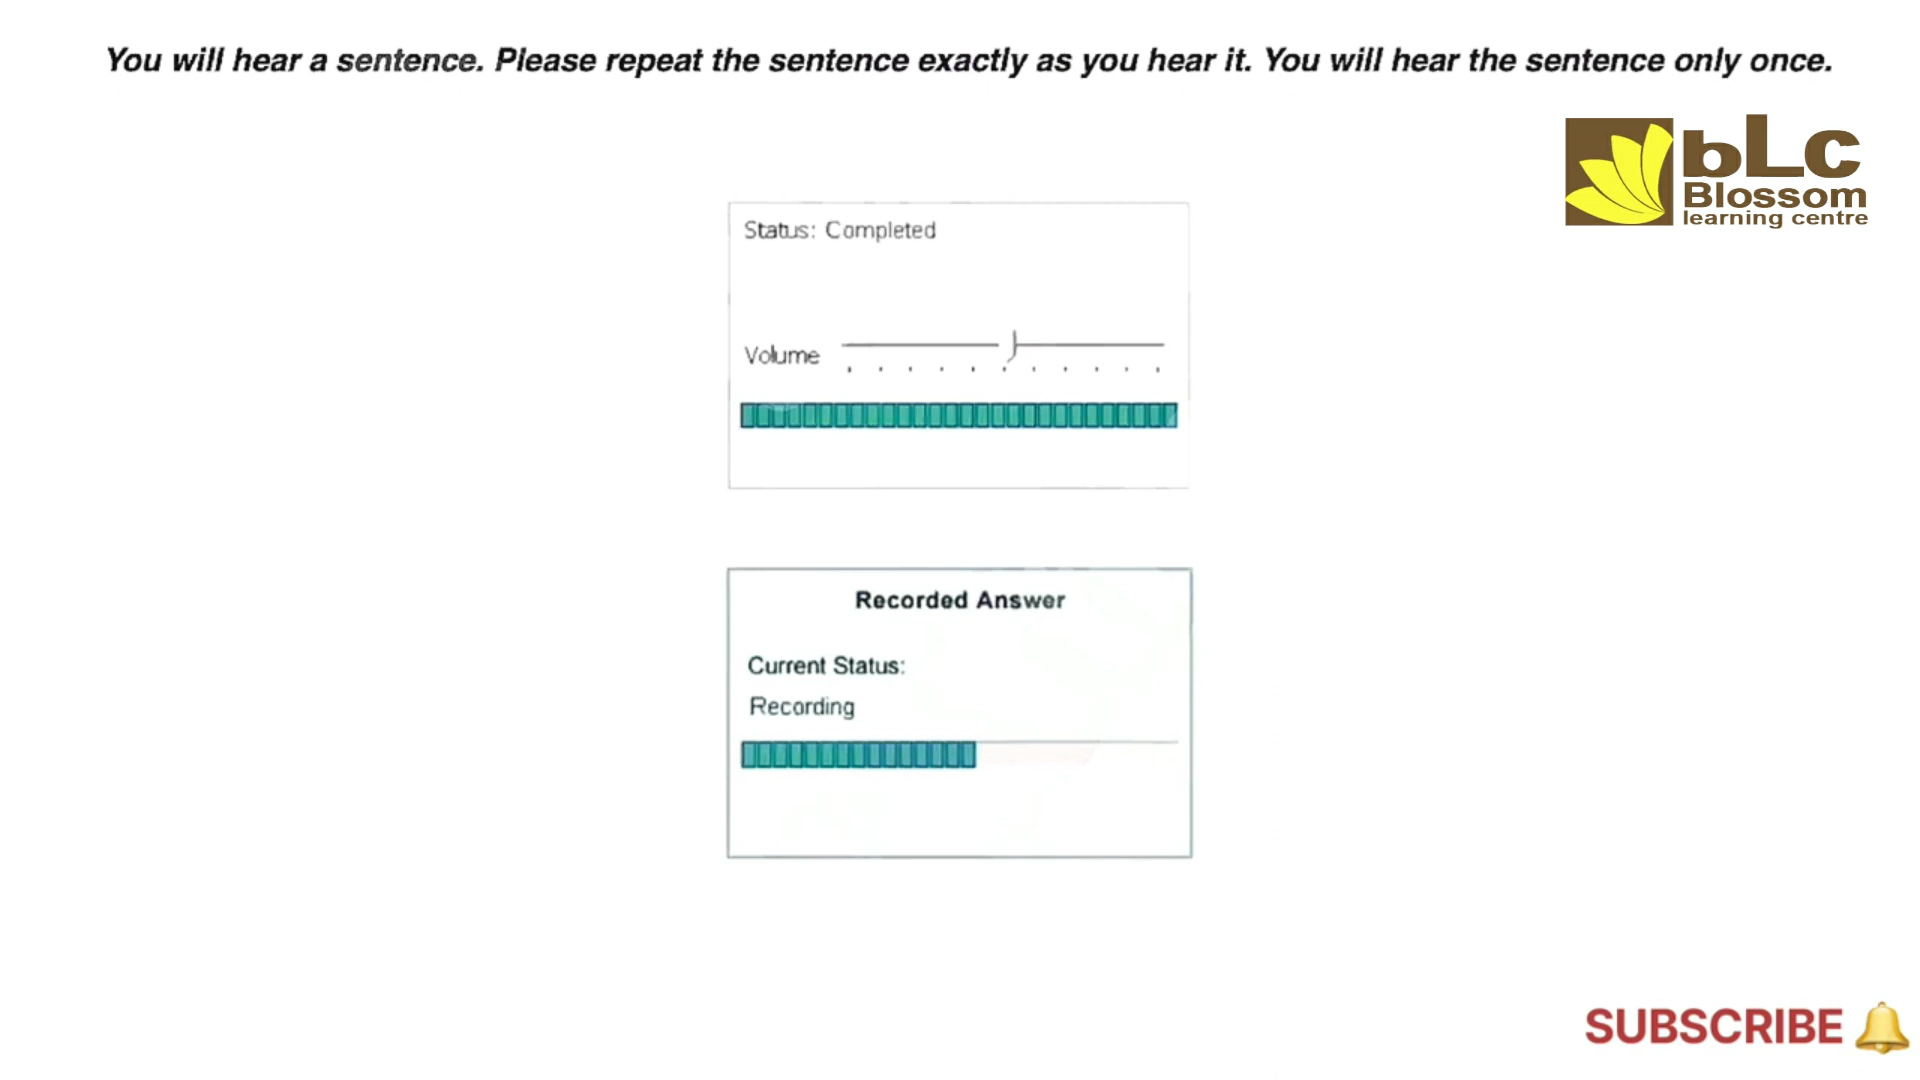 You will hear a sentence. Please repeat the sentence exactly as you hear it. You will hear the sentence only once.
bLc
Blossom
learning centre
Status: Completed
Volume
Recorded Answer
Current Status:
Recording
SUBSCRIBE